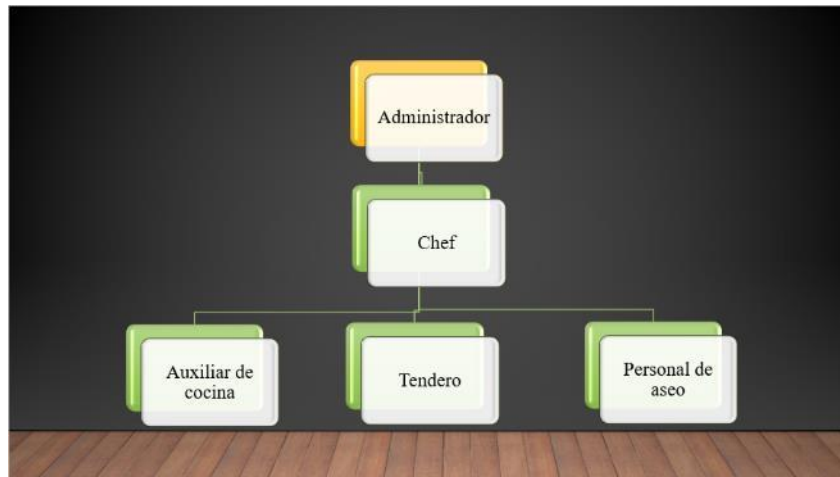 Administrador
Chef
Auxiliar de
cocina
Tendero
Personal de
aseo